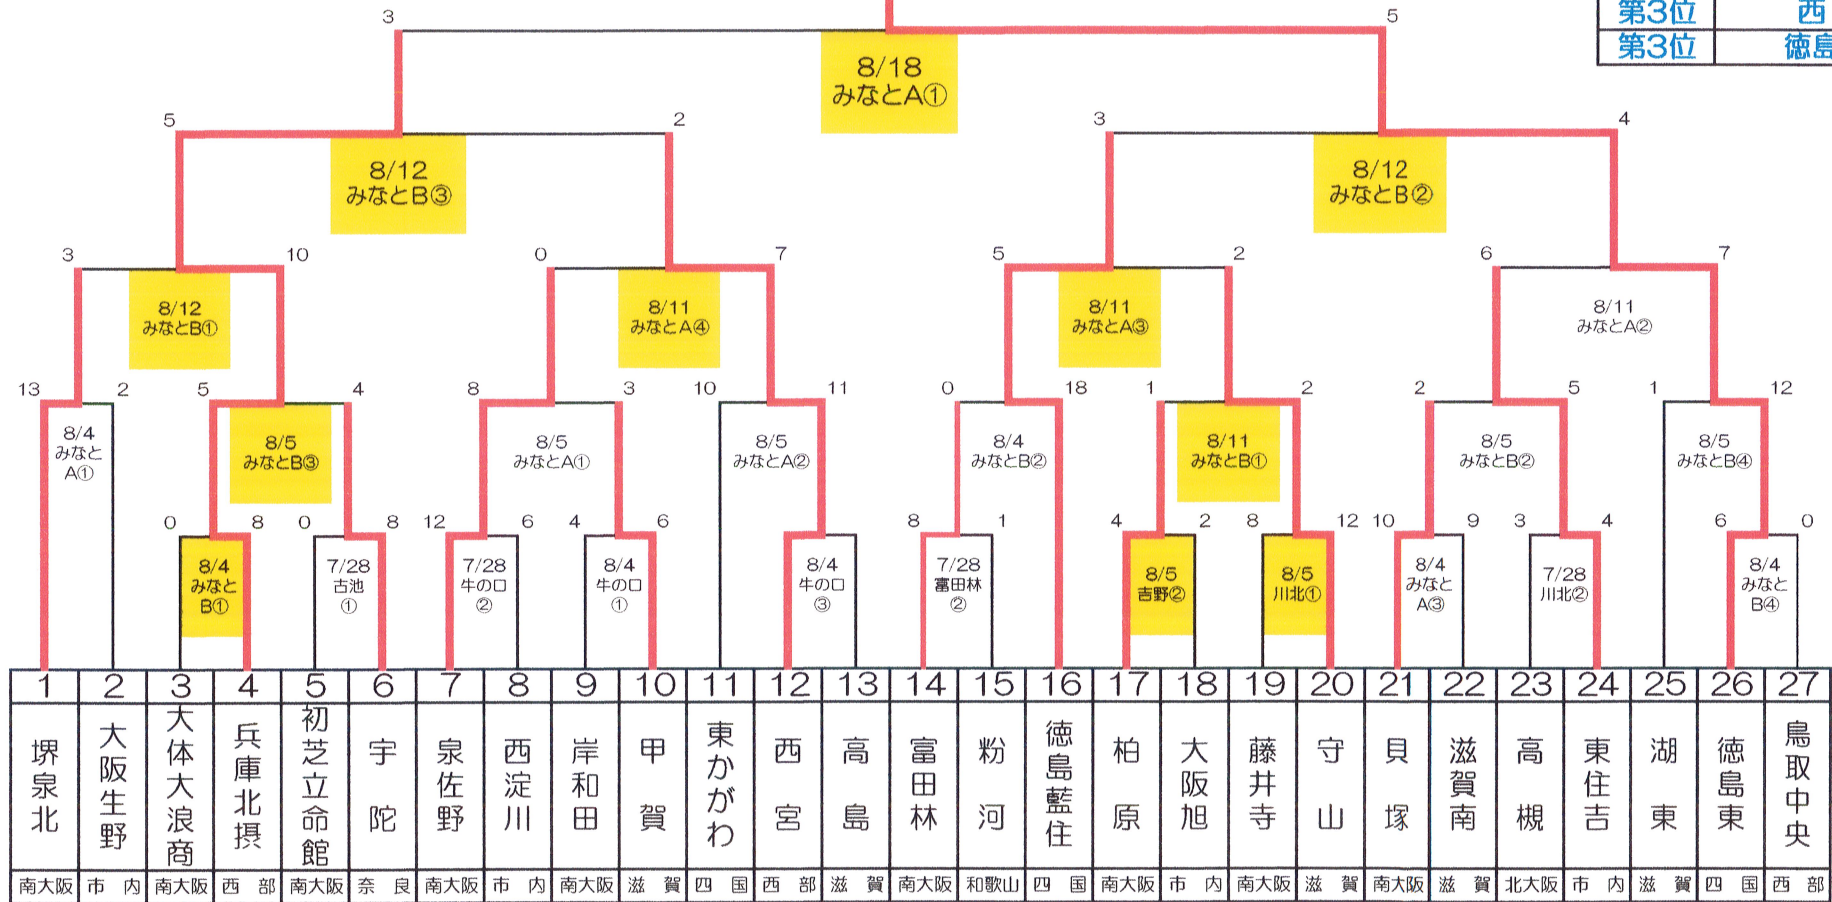 3
5
第3位 西
第3位 徳島
8/18
みなとA①
5
2
3
4
8/12
みなとB③
8/12
みなとB②
3
10
0
7
5
2
6
7
8/12
みなとB①
8/11
みなとA④
8/11
みなとA③
8/11
みなとA②
13
2
5
4
8
3
10
11
0
18
1
2
2
5
1
12
8/4
みなと
A①
8/5
みなとB③
8/5
みなとA①
8/5
みなとA②
8/4
みなとB②
8/11
みなとB①
8/5
みなとB②
8/5
みなとB④
0
8
0
8
12
6
4
6
8
1
4
2
8
12
10
9
3
4
6
0
8/4
みなと
B①
7/28
古池
①
7/28
牛の口
②
8/4
牛の口
①
8/4
牛の口
③
7/28
富田林
②
8/5
吉野②
8/5
川北①
8/4
みなと
A③
7/28
川北②
8/4
みなと
B④
1 2 3 4 5 6 7 8 9 10 11 12 13 14 15 16 17 18 19 20 21 22 23 24 25 26 27
堺泉北
大阪生野
大体大浪商
兵庫北摂
初芝立命館
宇陀
泉佐野
西淀川
岸和田
甲賀
東かがわ
西宮
高島
富田林
粉河
徳島藍住
柏原
大阪旭
藤井寺
守山
貝塚
滋賀南
高槻
東住吉
湖東
徳島東
鳥取中央
南大阪 市内 南大阪 西部 南大阪 奈良 南大阪 市内 南大阪 滋賀 四国 西部 滋賀 南大阪 和歌山 四国 南大阪 市内 南大阪 滋賀 南大阪 滋賀 北大阪 市内 滋賀 四国 西部